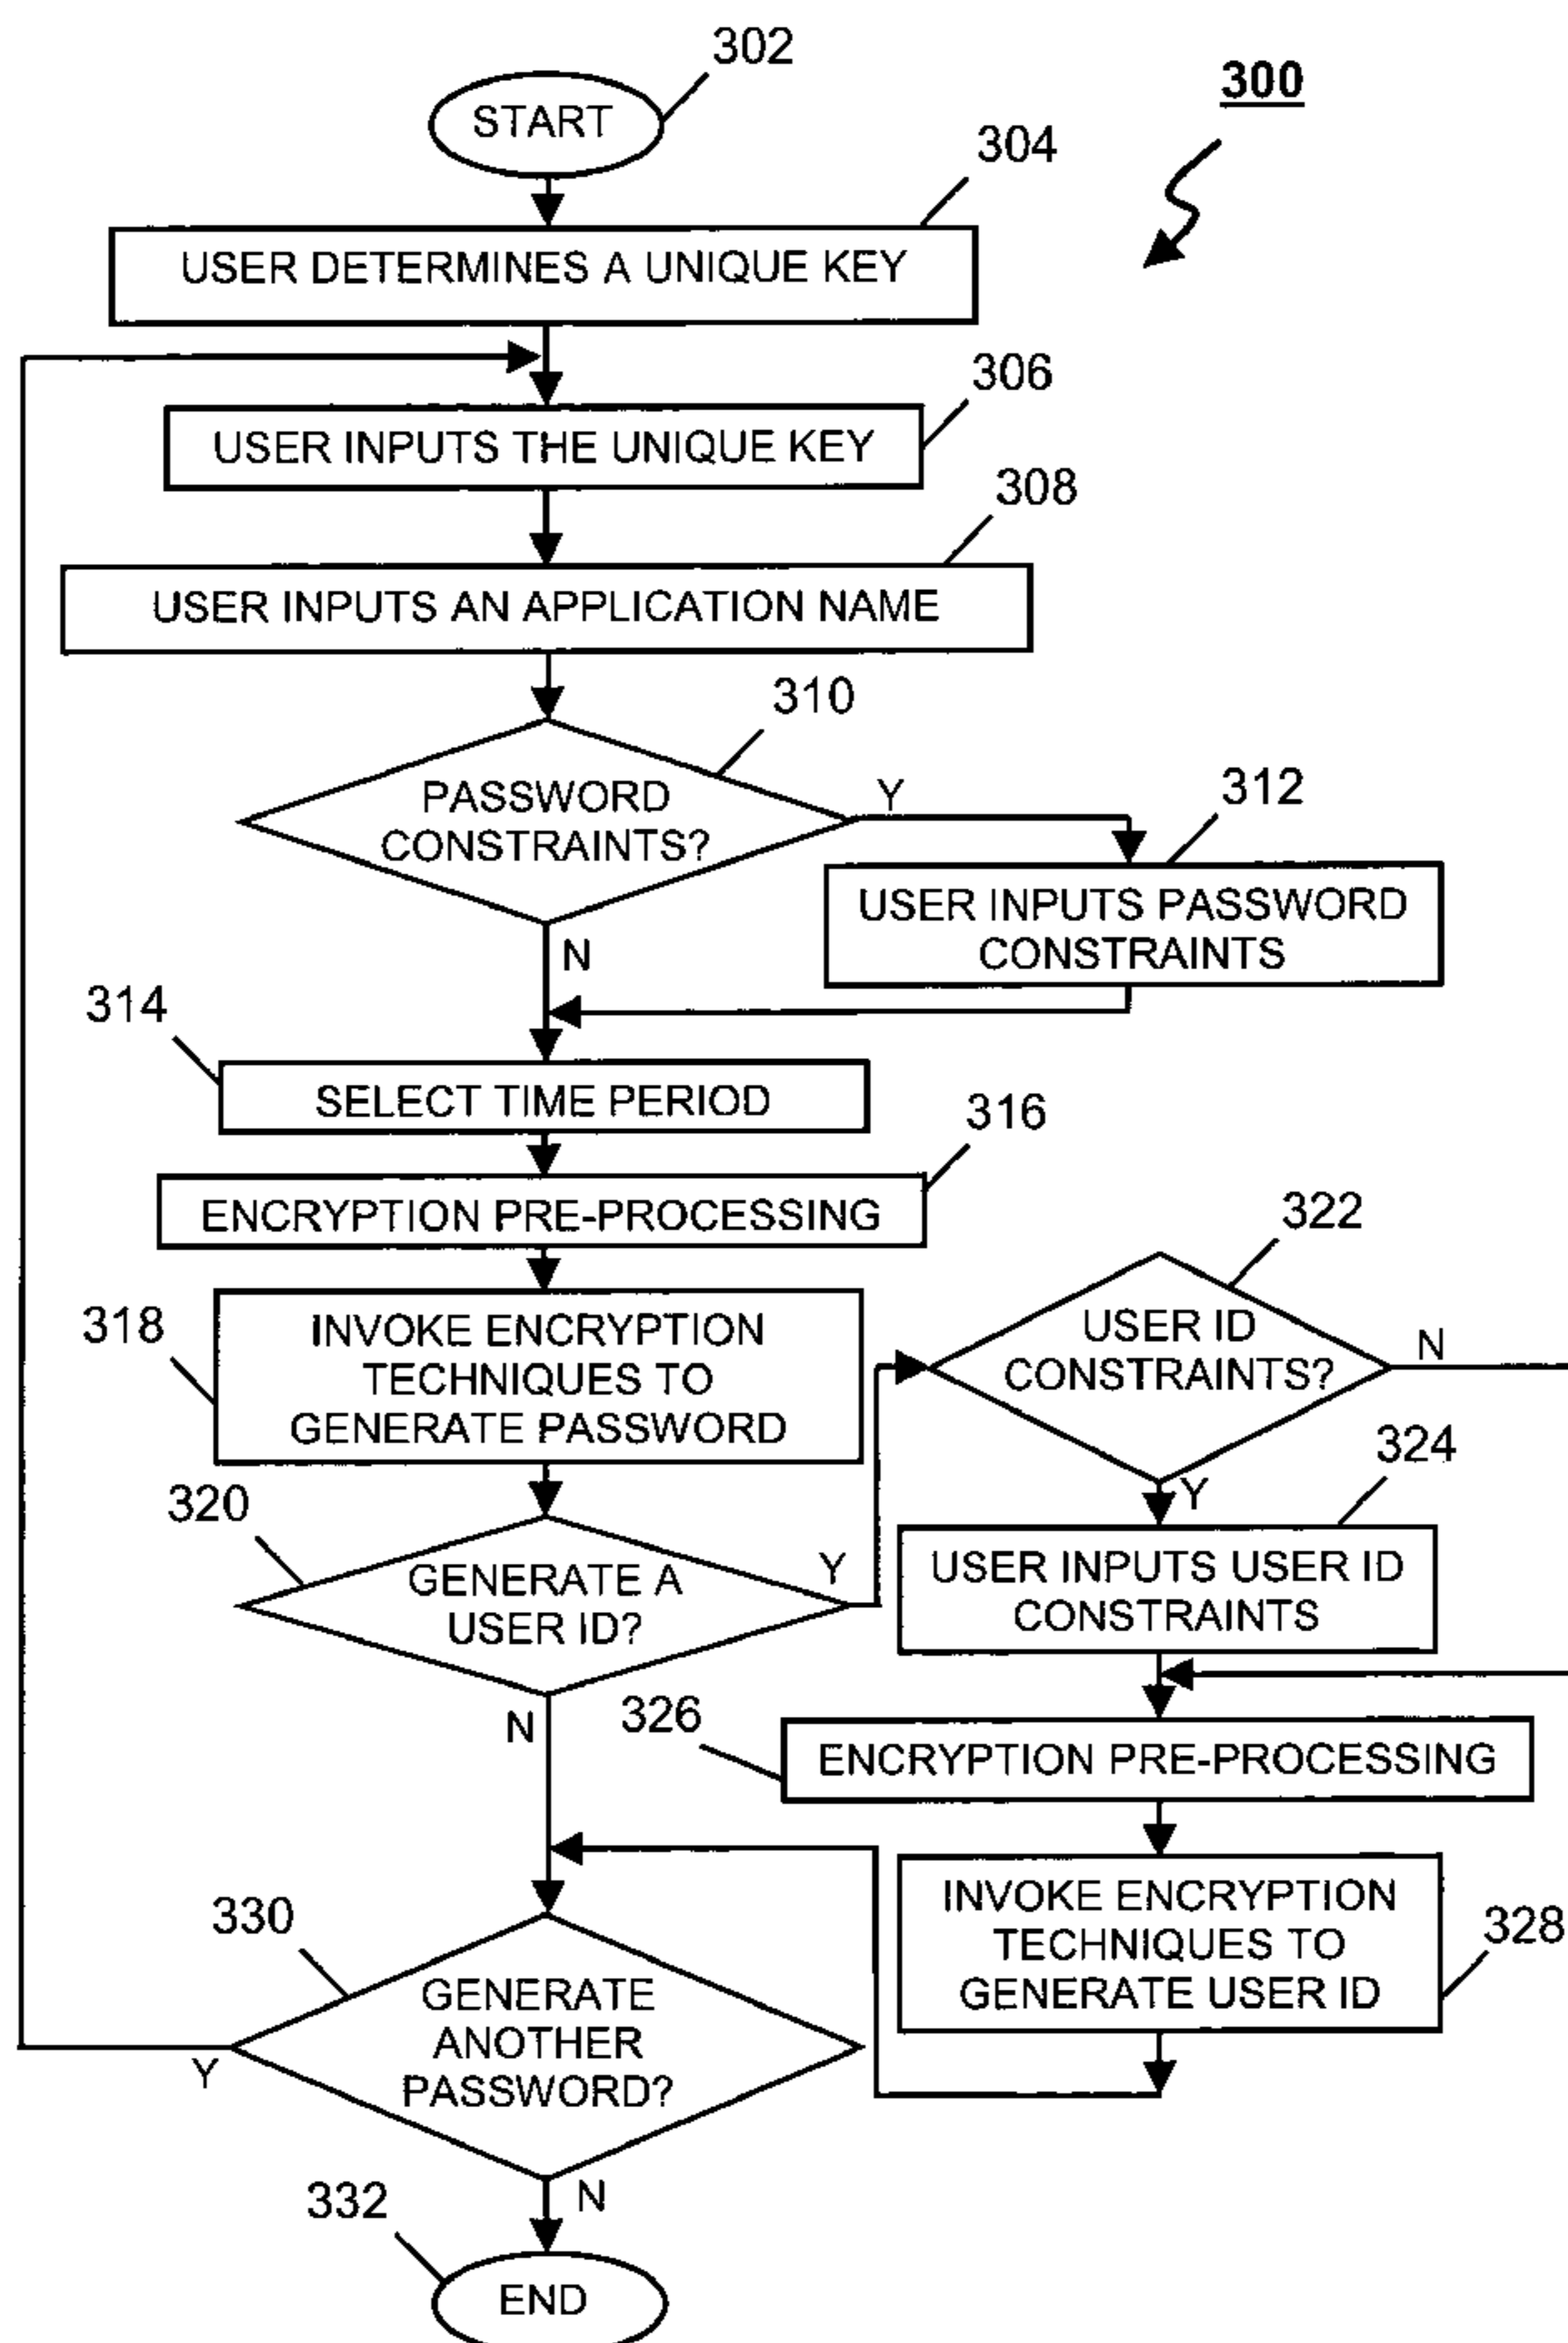 302
300
START
304
USER DETERMINES A UNIQUE KEY
306
USER INPUTS THE UNIQUE KEY
308
USER INPUTS AN APPLICATION NAME
310
PASSWORD
CONSTRAINTS?
Y
312
USER INPUTS PASSWORD
CONSTRAINTS
N
314
SELECT TIME PERIOD
316
ENCRYPTION PRE-PROCESSING
318
INVOKE ENCRYPTION
TECHNIQUES TO
GENERATE PASSWORD
320
GENERATE A
USER ID?
Y
322
USER ID
CONSTRAINTS?
N
Y
324
USER INPUTS USER ID
CONSTRAINTS
N
326
ENCRYPTION PRE-PROCESSING
INVOKE ENCRYPTION
TECHNIQUES TO
GENERATE USER ID
328
330
GENERATE
ANOTHER
PASSWORD?
Y
N
332
END